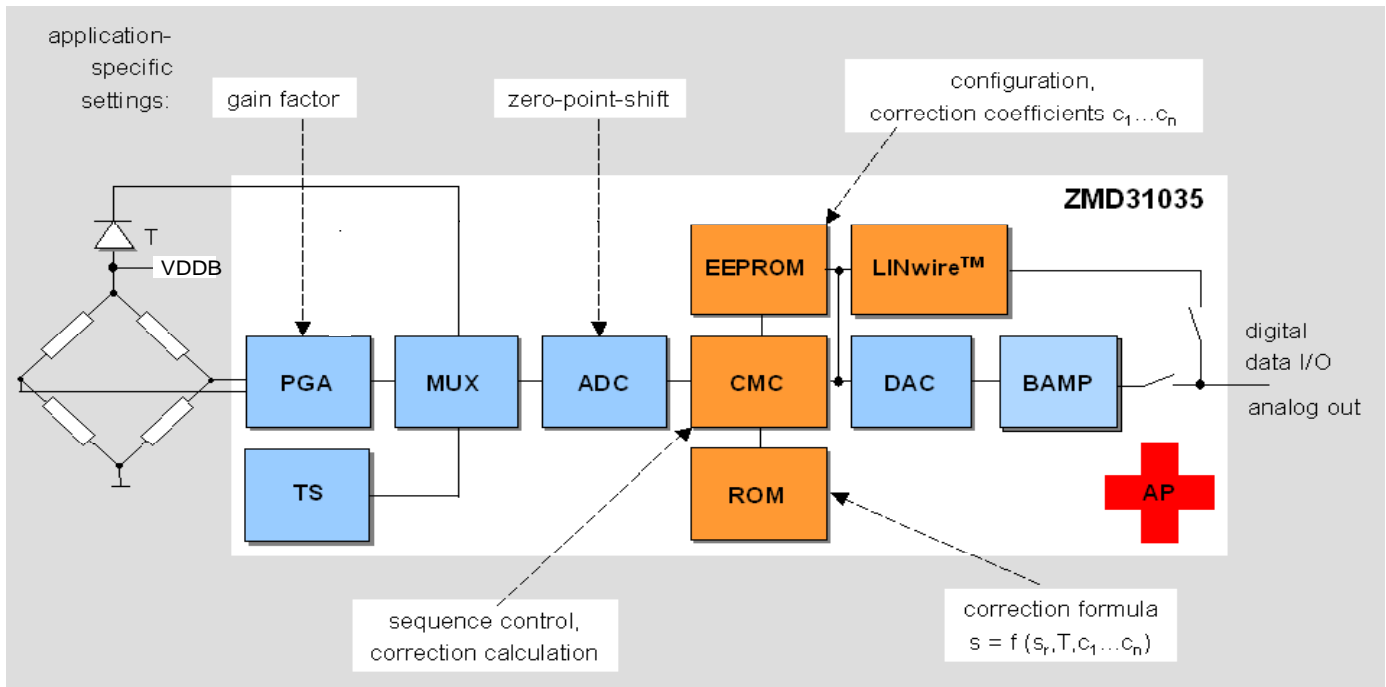 application-
specific
settings:
gain factor
zero-point-shift
configuration,
correction coefficients c₁...cₙ
ZMD31035
T
VDDB
EEPROM
LINwire™
PGA
MUX
ADC
CMC
DAC
BAMP
digital
data I/O
analog out
TS
ROM
AP
sequence control,
correction calculation
correction formula
s = f (sᵣ,T,c₁...cₙ)